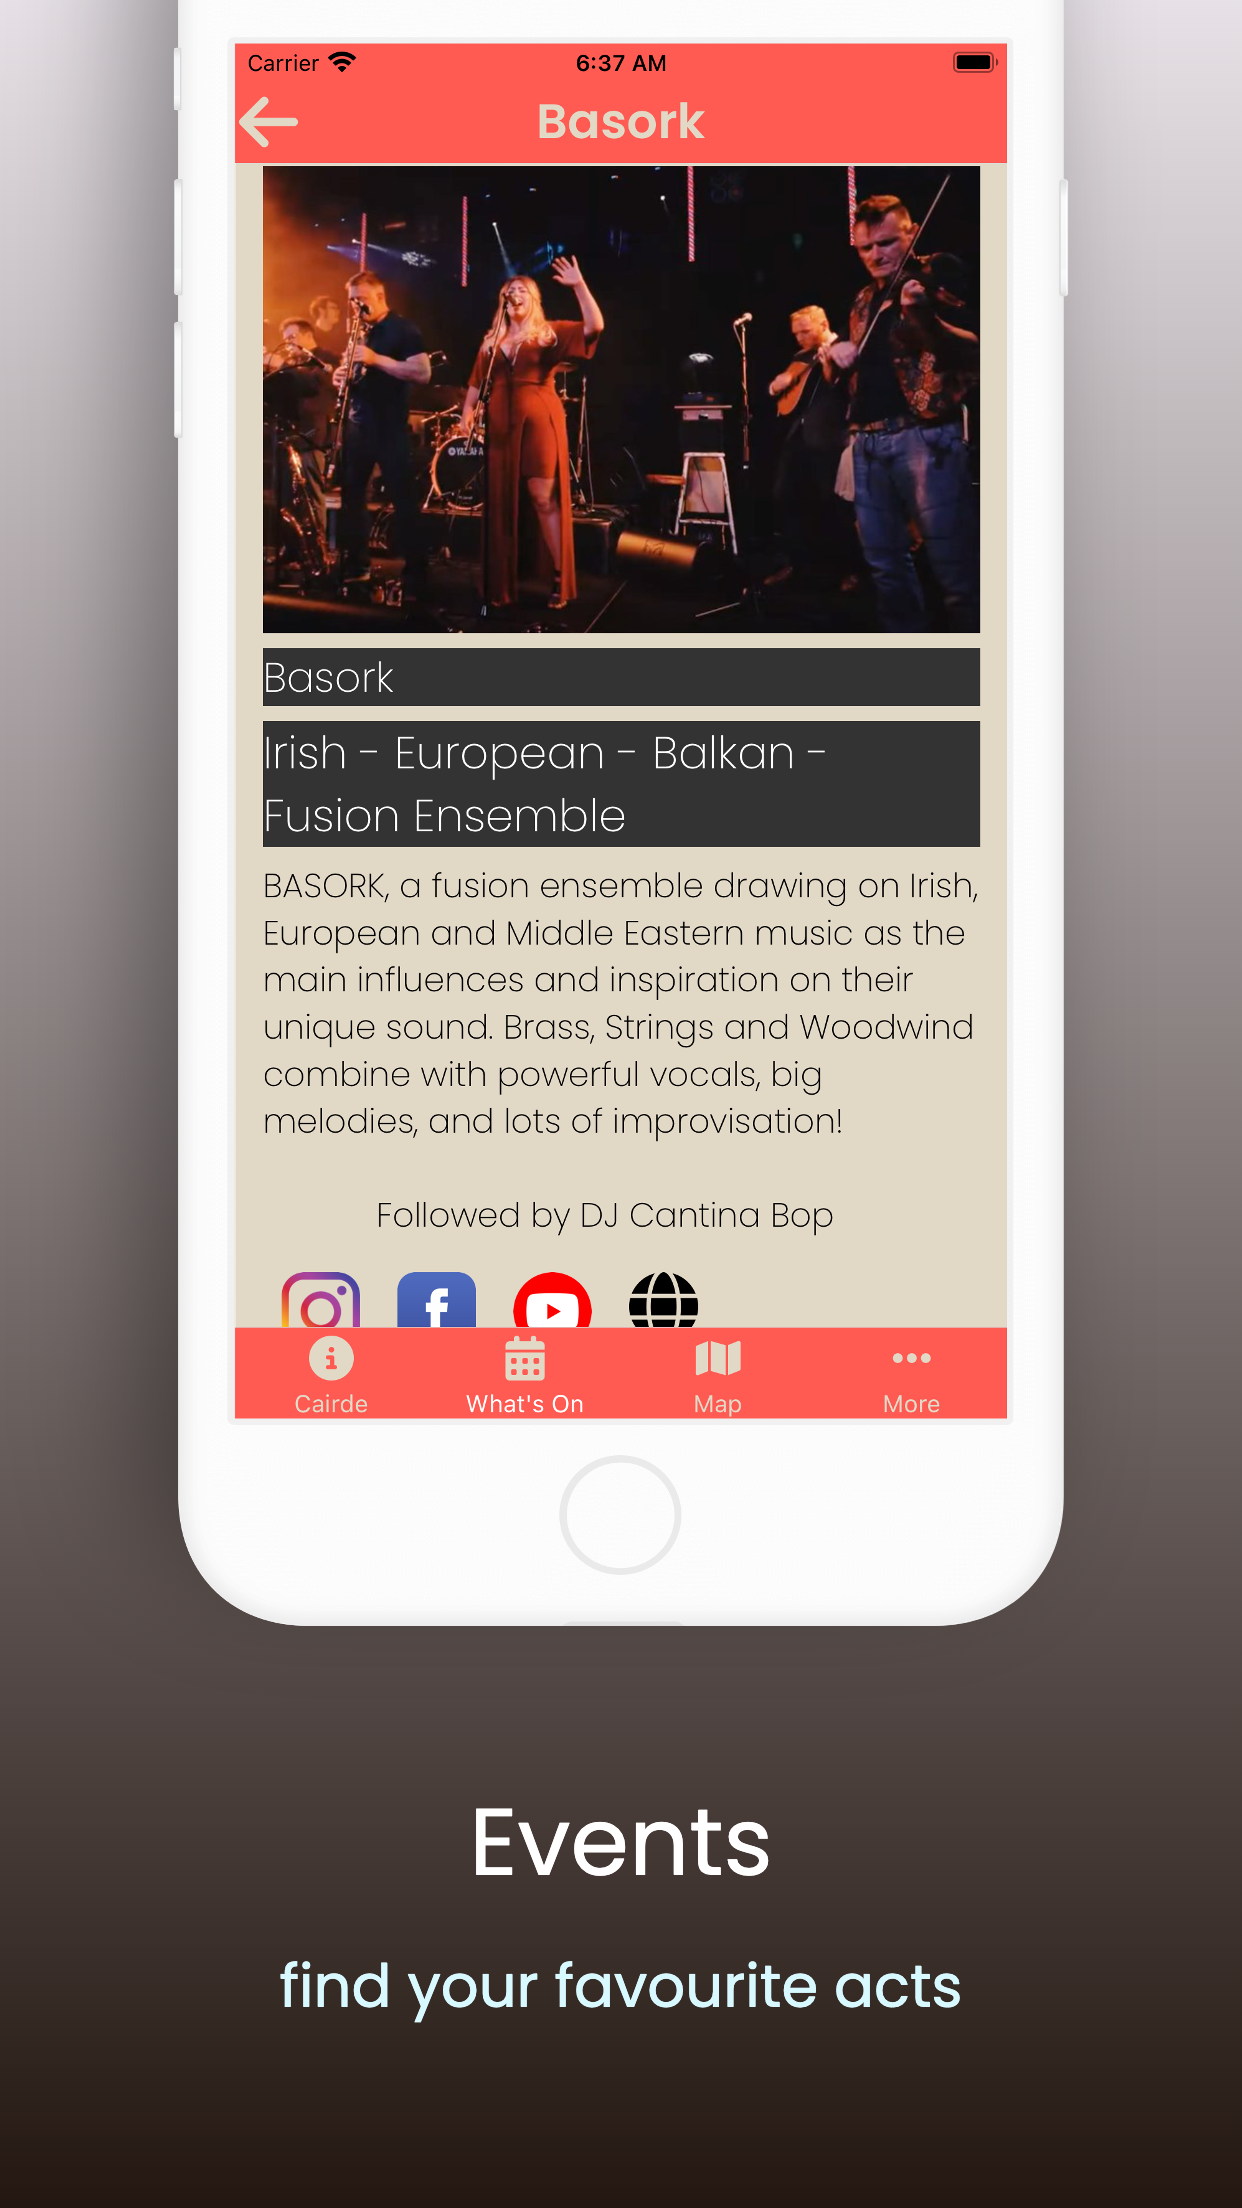 Carrier
6:37 AM
Basork
YAMAHA
Basork
Irish - European - Balkan -
Fusion Ensemble
BASORK, a fusion ensemble drawing on Irish,
European and Middle Eastern music as the
main influences and inspiration on their
unique sound. Brass, Strings and Woodwind
combine with powerful vocals, big
melodies, and lots of improvisation!
Followed by DJ Cantina Bop
Cairde
What's On
Map
More
Events
find your favourite acts